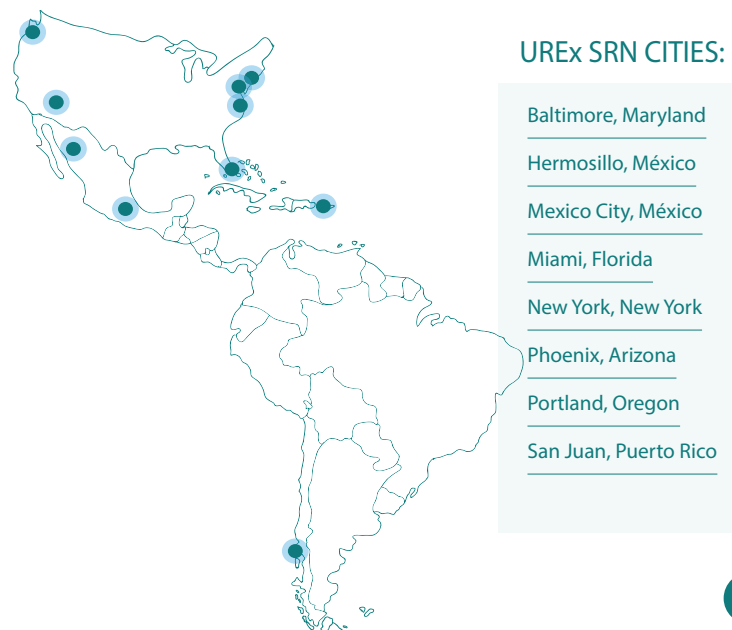 UREx SRN CITIES:
Baltimore, Maryland
Hermosillo, México
Mexico City, México
Miami, Florida
New York, New York
Phoenix, Arizona
Portland, Oregon
San Juan, Puerto Rico